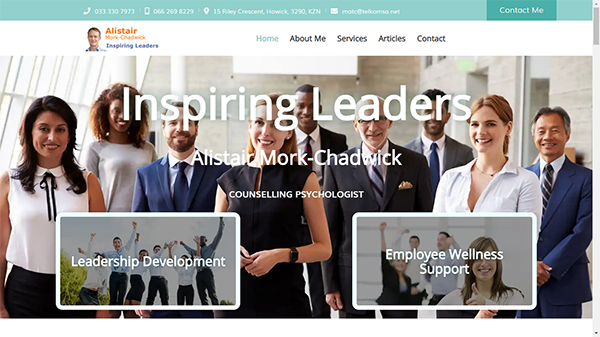 033 330 7973 | 066 269 8229 | 15 Riley Crescent, Howick, 3290, KZN | mstc@telkomsa.net
Contact Me
Alistair
Mork-Chadwick
Inspiring Leaders
Home About Me Services Articles Contact
Inspiring Leaders
Alistair Mork-Chadwick
COUNSELLING PSYCHOLOGIST
Leadership Development
Employee Wellness
Support